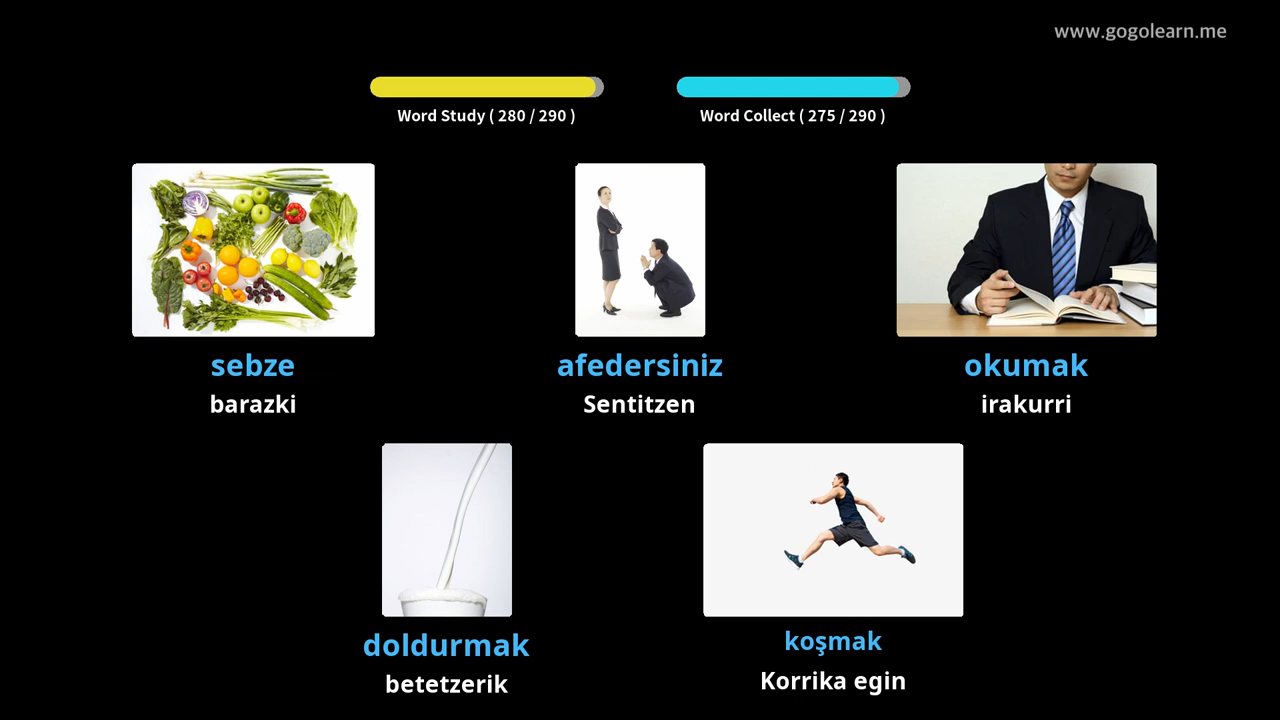 www.gogolearn.me
Word Study ( 280 / 290 )
Word Collect ( 275 / 290 )
sebze
barazki
afedersiniz
Sentitzen
okumak
irakurri
doldurmak
betetzerik
koşmak
Korrika egin